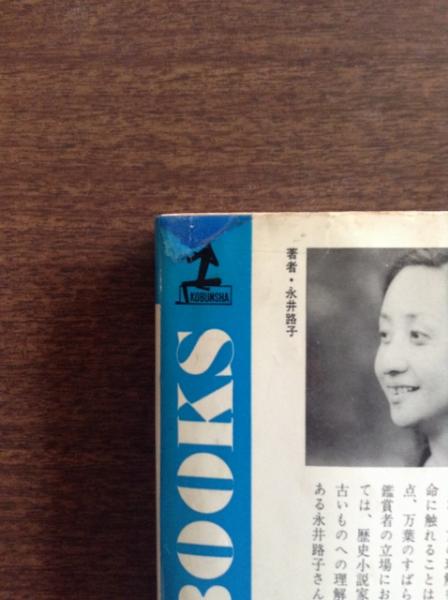 KOBUNSHA
BOOKS
著者・永井路子
命に触れることは
点、万葉のすばら
鑑賞者の立場にお
ては、歴史小説家
古いものへの理解
ある永井路子さん